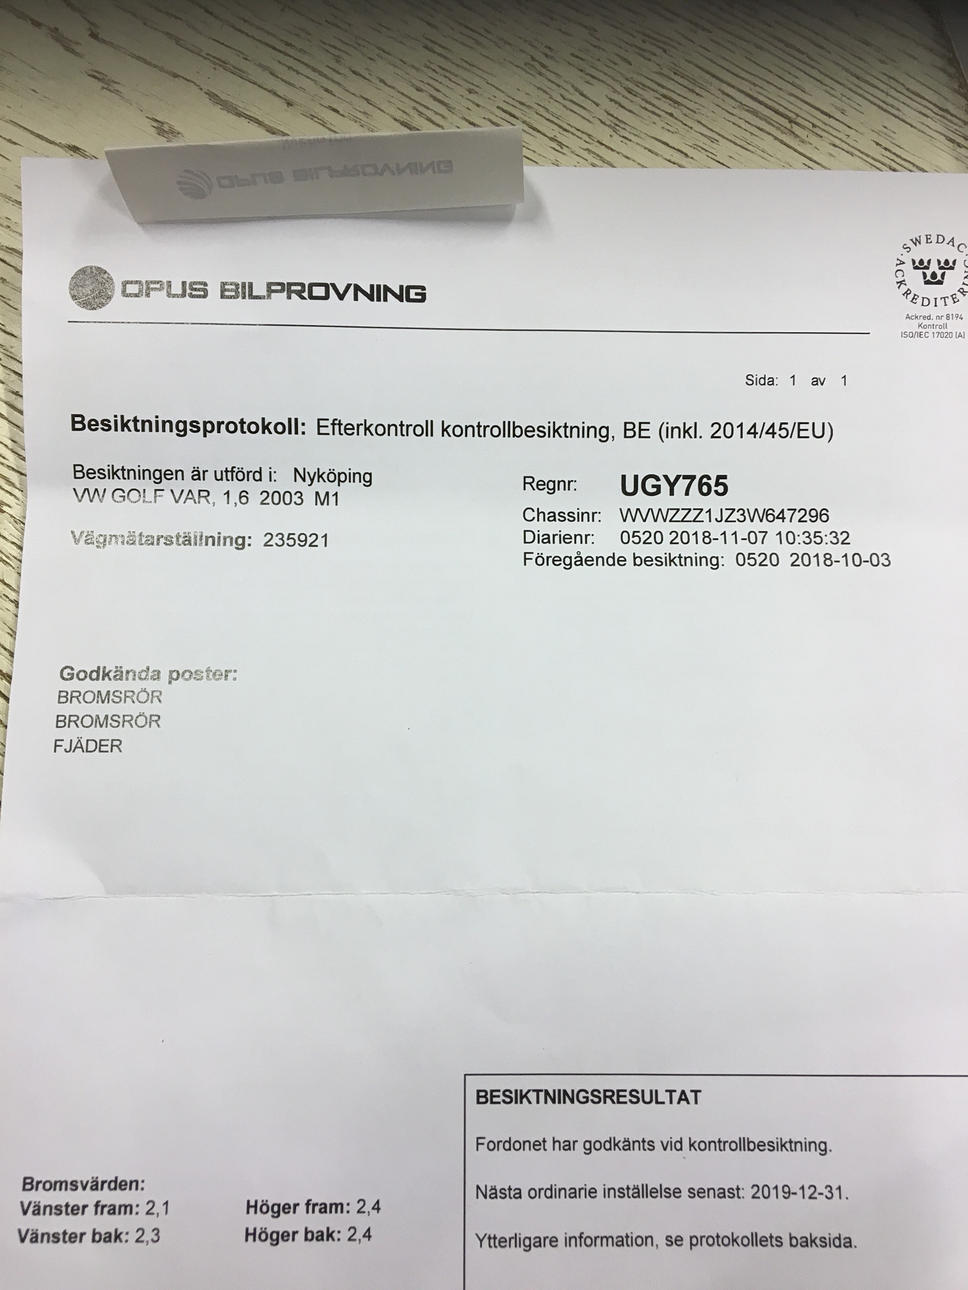 OPUS BILPROVNING
OPUS BILPROVNING
SWEDAC
ACKREDITERING
Ackred. nr 8194
Kontroll
ISO/IEC 17020 (A)
Sida: 1 av 1
Besiktningsprotokoll: Efterkontroll kontrollbesiktning, BE (inkl. 2014/45/EU)
Besiktningen är utförd i: Nyköping
VW GOLF VAR, 1,6 2003 M1
Vägmätarställning: 235921
Regnr: UGY765
Chassinr: WVWZZZ1JZ3W647296
Diarienr: 0520 2018-11-07 10:35:32
Föregående besiktning: 0520 2018-10-03
Godkända poster:
BROMSRÖR
BROMSRÖR
FJÄDER
Bromsvärden:
Vänster fram: 2,1 Höger fram: 2,4
Vänster bak: 2,3 Höger bak: 2,4
BESIKTNINGSRESULTAT
Fordonet har godkänts vid kontrollbesiktning.
Nästa ordinarie inställelse senast: 2019-12-31.
Ytterligare information, se protokollets baksida.